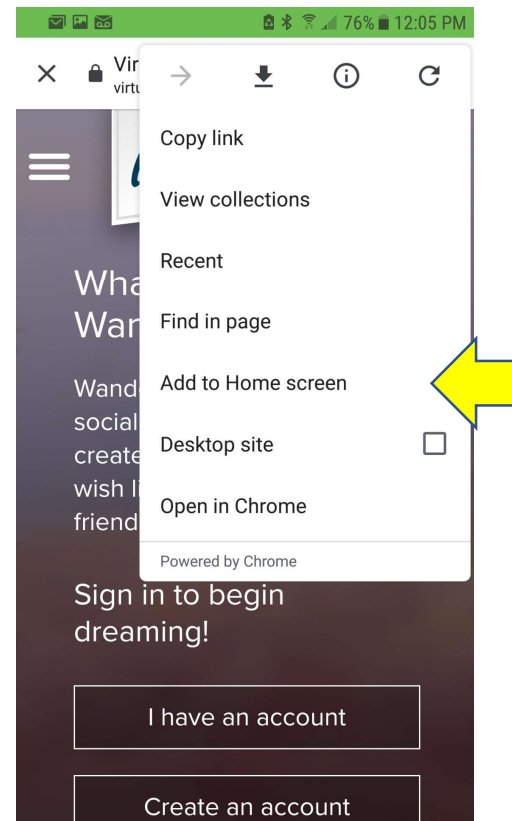 76% 12:05 PM
Vir
virtu
Copy link
View collections
Recent
Find in page
Add to Home screen
Desktop site
Open in Chrome
Powered by Chrome
Wha
Wan
Wand
social
create
wish li
friend
Sign in to begin
dreaming!
I have an account
Create an account